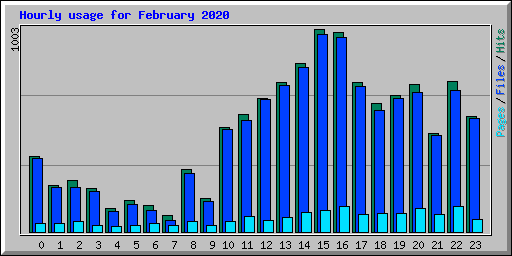 Hourly usage for February 2020
1003
Pages/Files/Hits
0 1 2 3 4 5 6 7 8 9 10 11 12 13 14 15 16 17 18 19 20 21 22 23